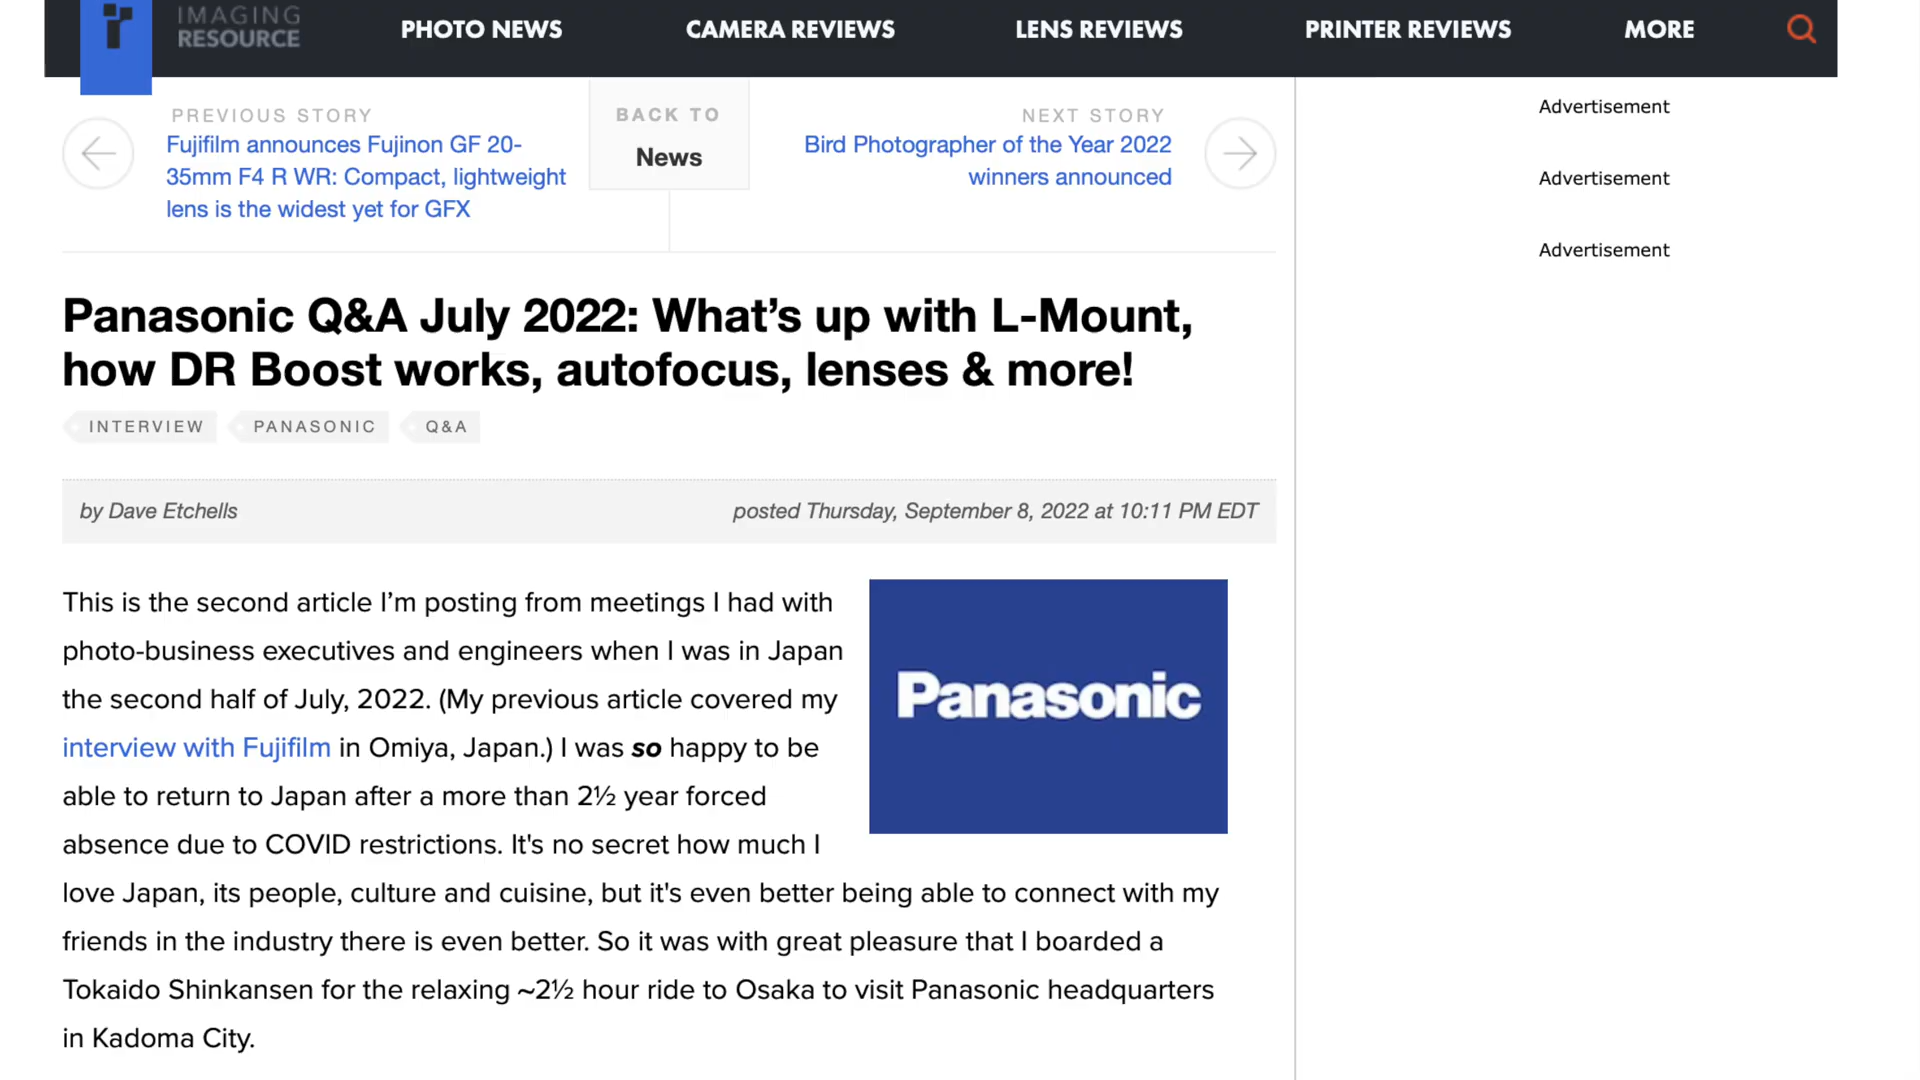 IMAGING
RESOURCE
PHOTO NEWS
CAMERA REVIEWS
LENS REVIEWS
PRINTER REVIEWS
MORE
PREVIOUS STORY
Fujifilm announces Fujinon GF 20-
35mm F4 R WR: Compact, lightweight
lens is the widest yet for GFX
BACK TO
News
NEXT STORY
Bird Photographer of the Year 2022
winners announced
Advertisement
Advertisement
Advertisement
Panasonic Q&A July 2022: What’s up with L-Mount,
how DR Boost works, autofocus, lenses & more!
INTERVIEW
PANASONIC
Q&A
by Dave Etchells
posted Thursday, September 8, 2022 at 10:11 PM EDT
This is the second article I’m posting from meetings I had with
photo-business executives and engineers when I was in Japan
the second half of July, 2022. (My previous article covered my
interview with Fujifilm in Omiya, Japan.) I was so happy to be
able to return to Japan after a more than 2½ year forced
absence due to COVID restrictions. It's no secret how much I
love Japan, its people, culture and cuisine, but it's even better being able to connect with my
friends in the industry there is even better. So it was with great pleasure that I boarded a
Tokaido Shinkansen for the relaxing ~2½ hour ride to Osaka to visit Panasonic headquarters
in Kadoma City.
Panasonic